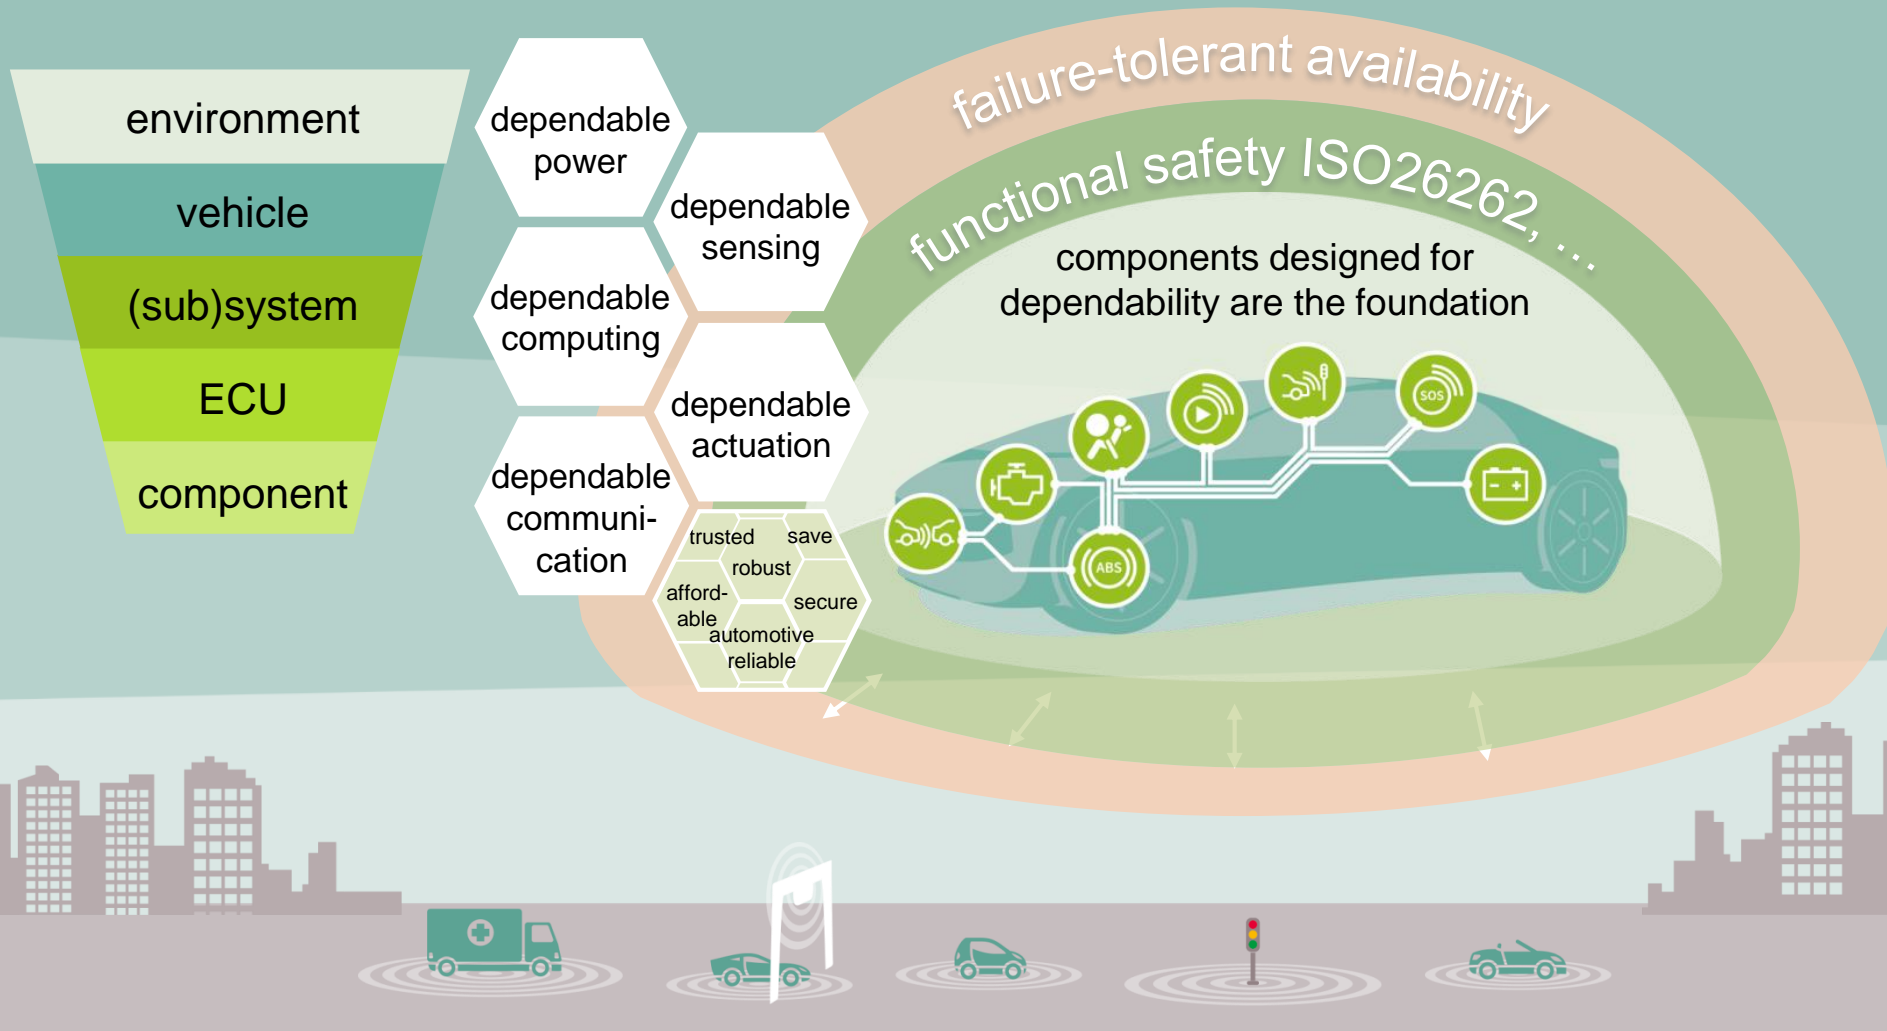 environment
vehicle
(sub)system
ECU
component
dependable
power
dependable
sensing
dependable
computing
dependable
actuation
dependable
communi-
cation
trusted
save
robust
afford-
able
secure
automotive
reliable
failure-tolerant availability
functional safety ISO26262, ...
components designed for
dependability are the foundation
SOS
ABS